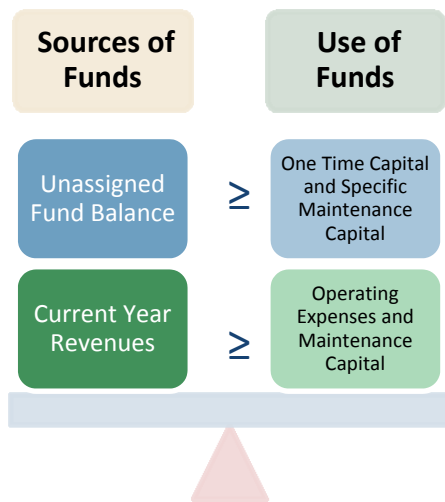 Sources of
Funds
Use of
Funds
Unassigned
Fund Balance
≥
One Time Capital
and Specific
Maintenance
Capital
Current Year
Revenues
≥
Operating
Expenses and
Maintenance
Capital